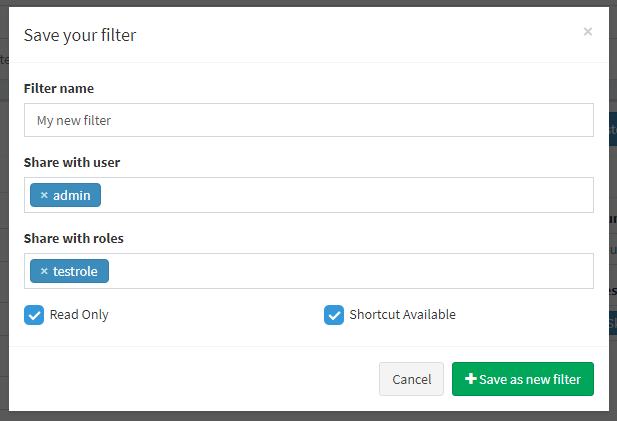 Save your filter
×
Filter name
My new filter
Share with user
× admin
Share with roles
× testrole
Read Only
Shortcut Available
Cancel
Save as new filter